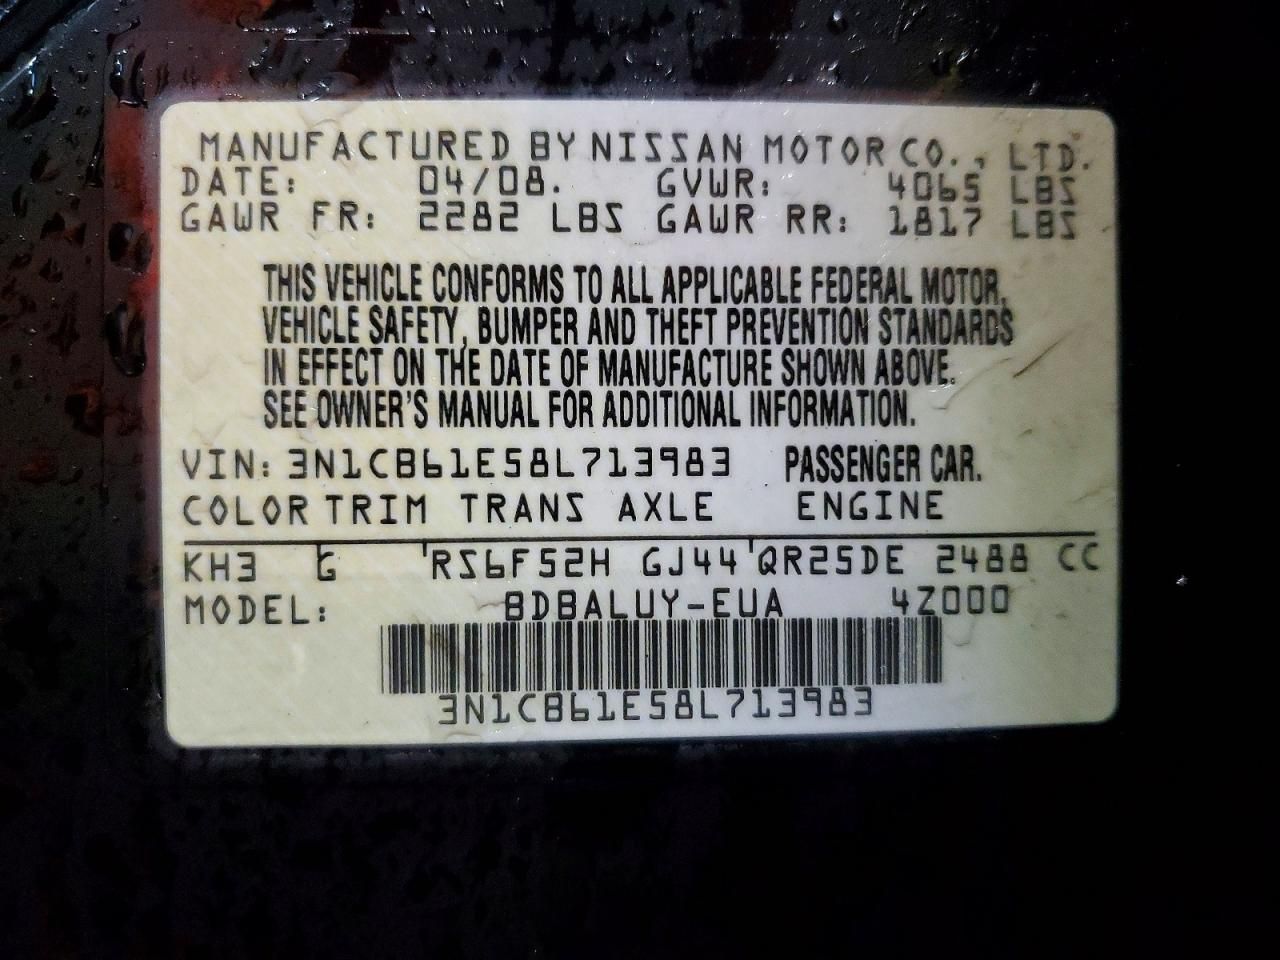 MANUFACTURED BY NISSAN MOTOR CO., LTD.
DATE: 04/08. GVWR: 4065 LBS
GAWR FR: 2282 LBS GAWR RR: 1817 LBS
THIS VEHICLE CONFORMS TO ALL APPLICABLE FEDERAL MOTOR,
VEHICLE SAFETY, BUMPER AND THEFT PREVENTION STANDARDS
IN EFFECT ON THE DATE OF MANUFACTURE SHOWN ABOVE.
SEE OWNER'S MANUAL FOR ADDITIONAL INFORMATION.
VIN: 3N1CB61E58L713983 PASSENGER CAR.
COLOR TRIM TRANS AXLE ENGINE
KH3 G RS6F52H GJ44 QR25DE 2488 CC
MODEL: BDBALUY-EUA 4Z000
3N1CB61E58L713983